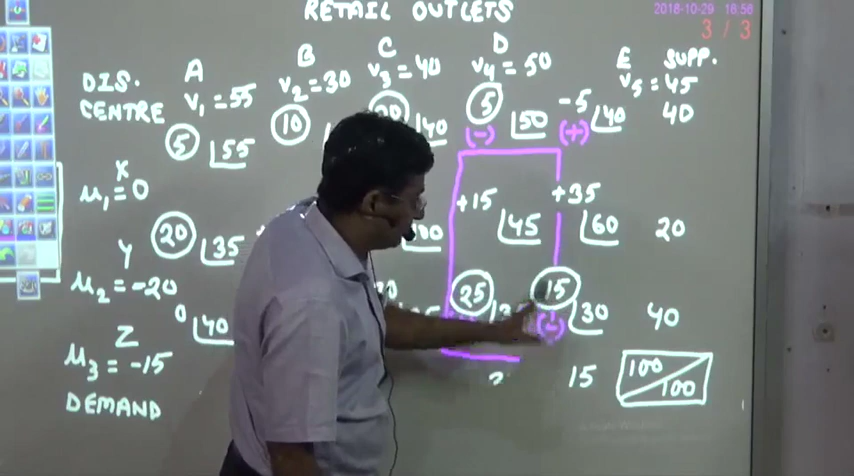 RETAIL OUTLETS
2018-10-29 16:56
3 / 3
DIS. CENTRE A B C D E SUPP.
v1 = 55 v2 = 30 v3 = 40 v4 = 50 v5 = 45
5 55 10 40 5 50 -5 40 40
(-) (+)
X
μ1 = 0
+15 +35
20 35 45 60 20
Y
μ2 = -20
25 15
0 40 30 40
(-)
Z
μ3 = -15 15 100 100
DEMAND